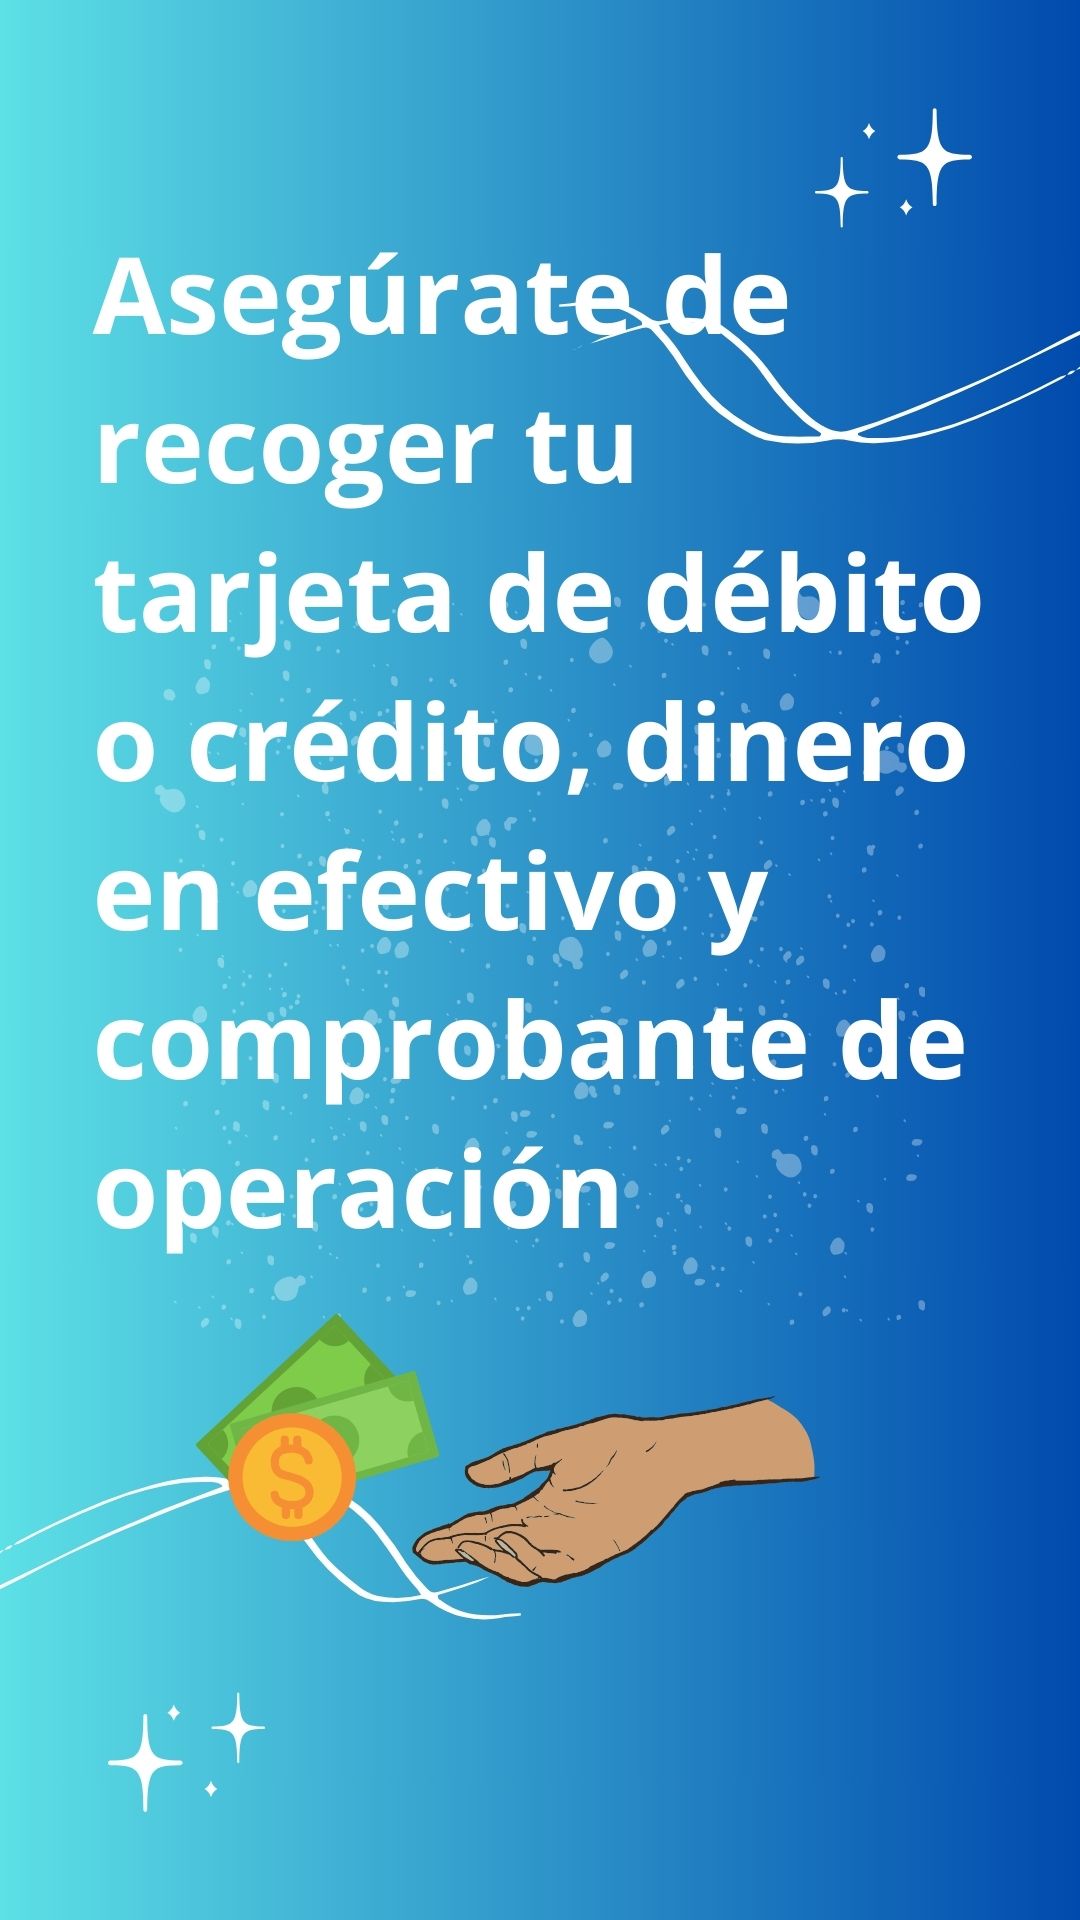 Asegúrate de
recoger tu
tarjeta de débito
o crédito, dinero
en efectivo y
comprobante de
operación
$